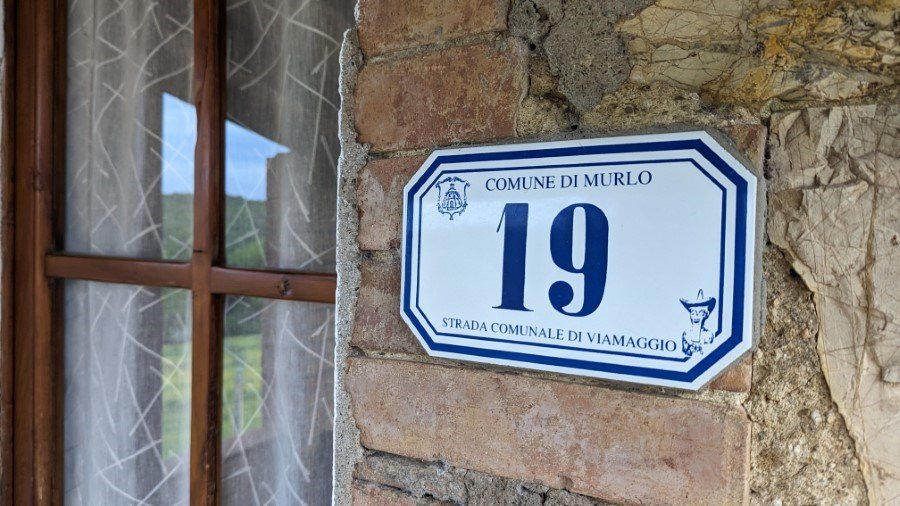 COMUNE DI MURLO
19
STRADA COMUNALE DI VIAMAGGIO